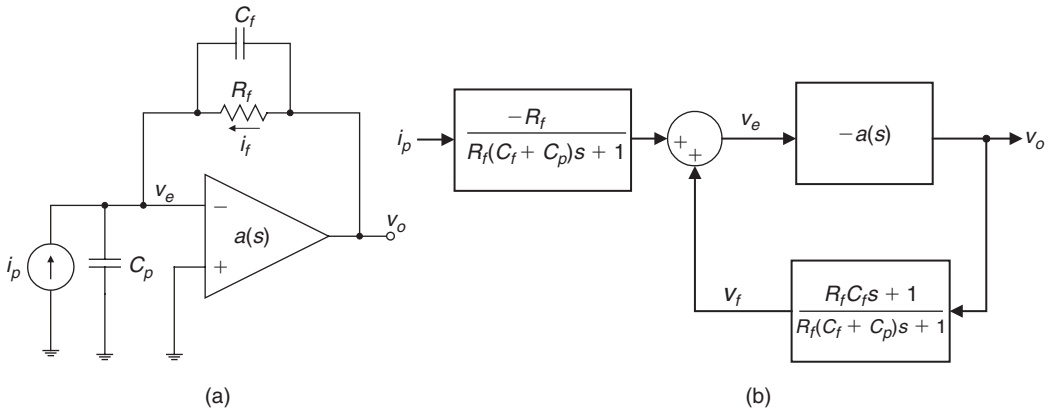 C_f
R_f
i_f
v_e
v_o
−
a(s)
+
i_p
C_p
(a)
i_p
−R_f
R_f(C_f + C_p)s + 1
+
+
v_e
−a(s)
v_o
v_f
R_fC_fs + 1
R_f(C_f + C_p)s + 1
(b)